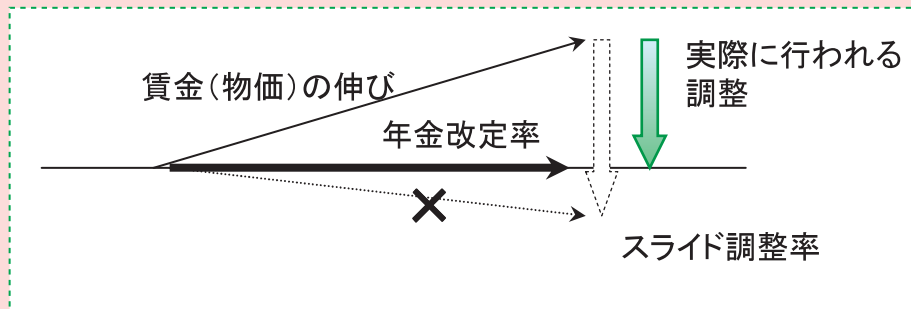 実際に行われる
調整
賃金（物価）の伸び
年金改定率
スライド調整率